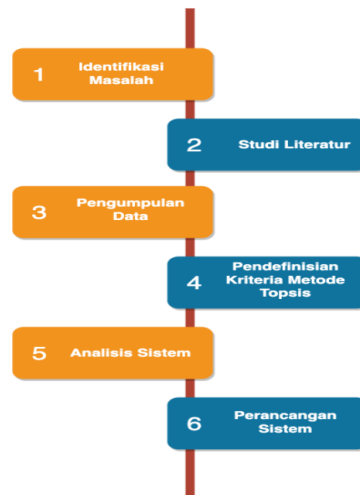 1
Identifikasi
Masalah
2
Studi Literatur
3
Pengumpulan
Data
4
Pendefinisian
Kriteria Metode
Topsis
5
Analisis Sistem
6
Perancangan
Sistem